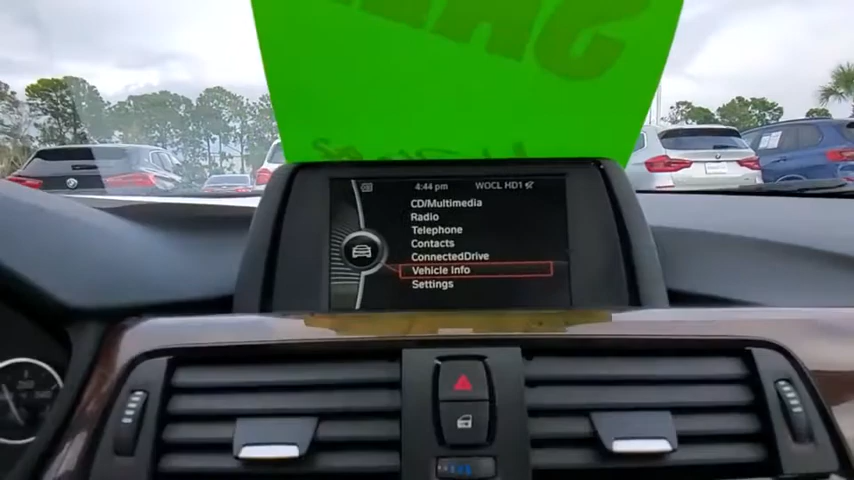 4:44 pm WOCL HD1
CD/Multimedia
Radio
Telephone
Contacts
ConnectedDrive
Vehicle info
Settings